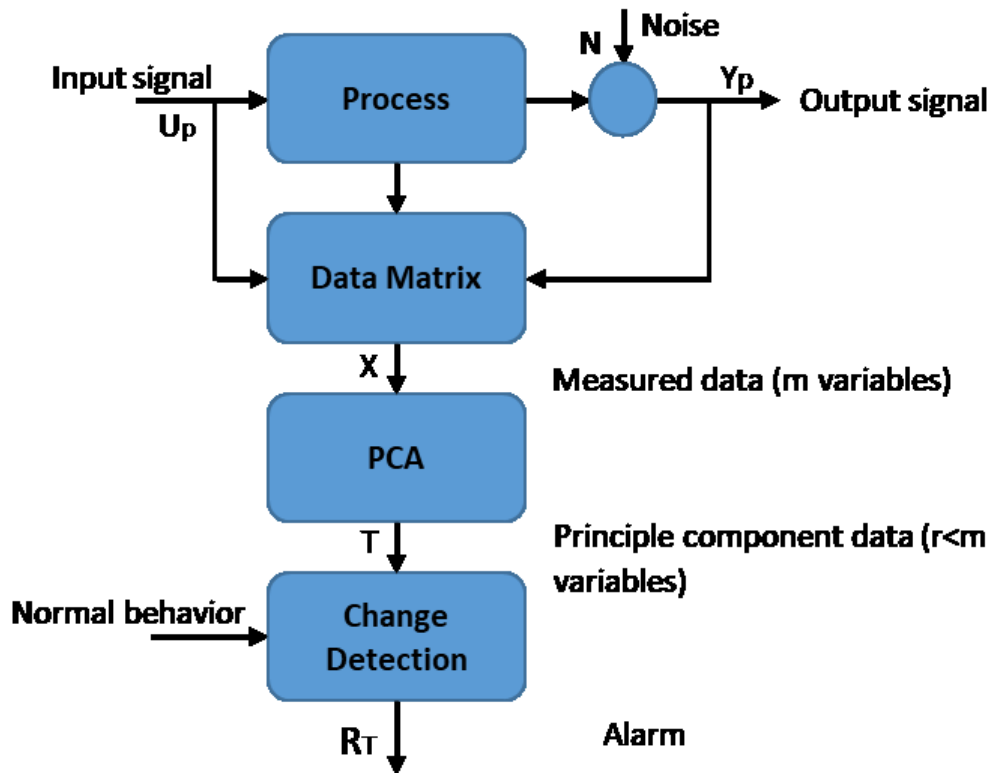 Noise
N
Input signal
Process
Yp
Output signal
Up
Data Matrix
X
Measured data (m variables)
PCA
T
Principle component data (r<m
variables)
Normal behavior
Change
Detection
RT
Alarm